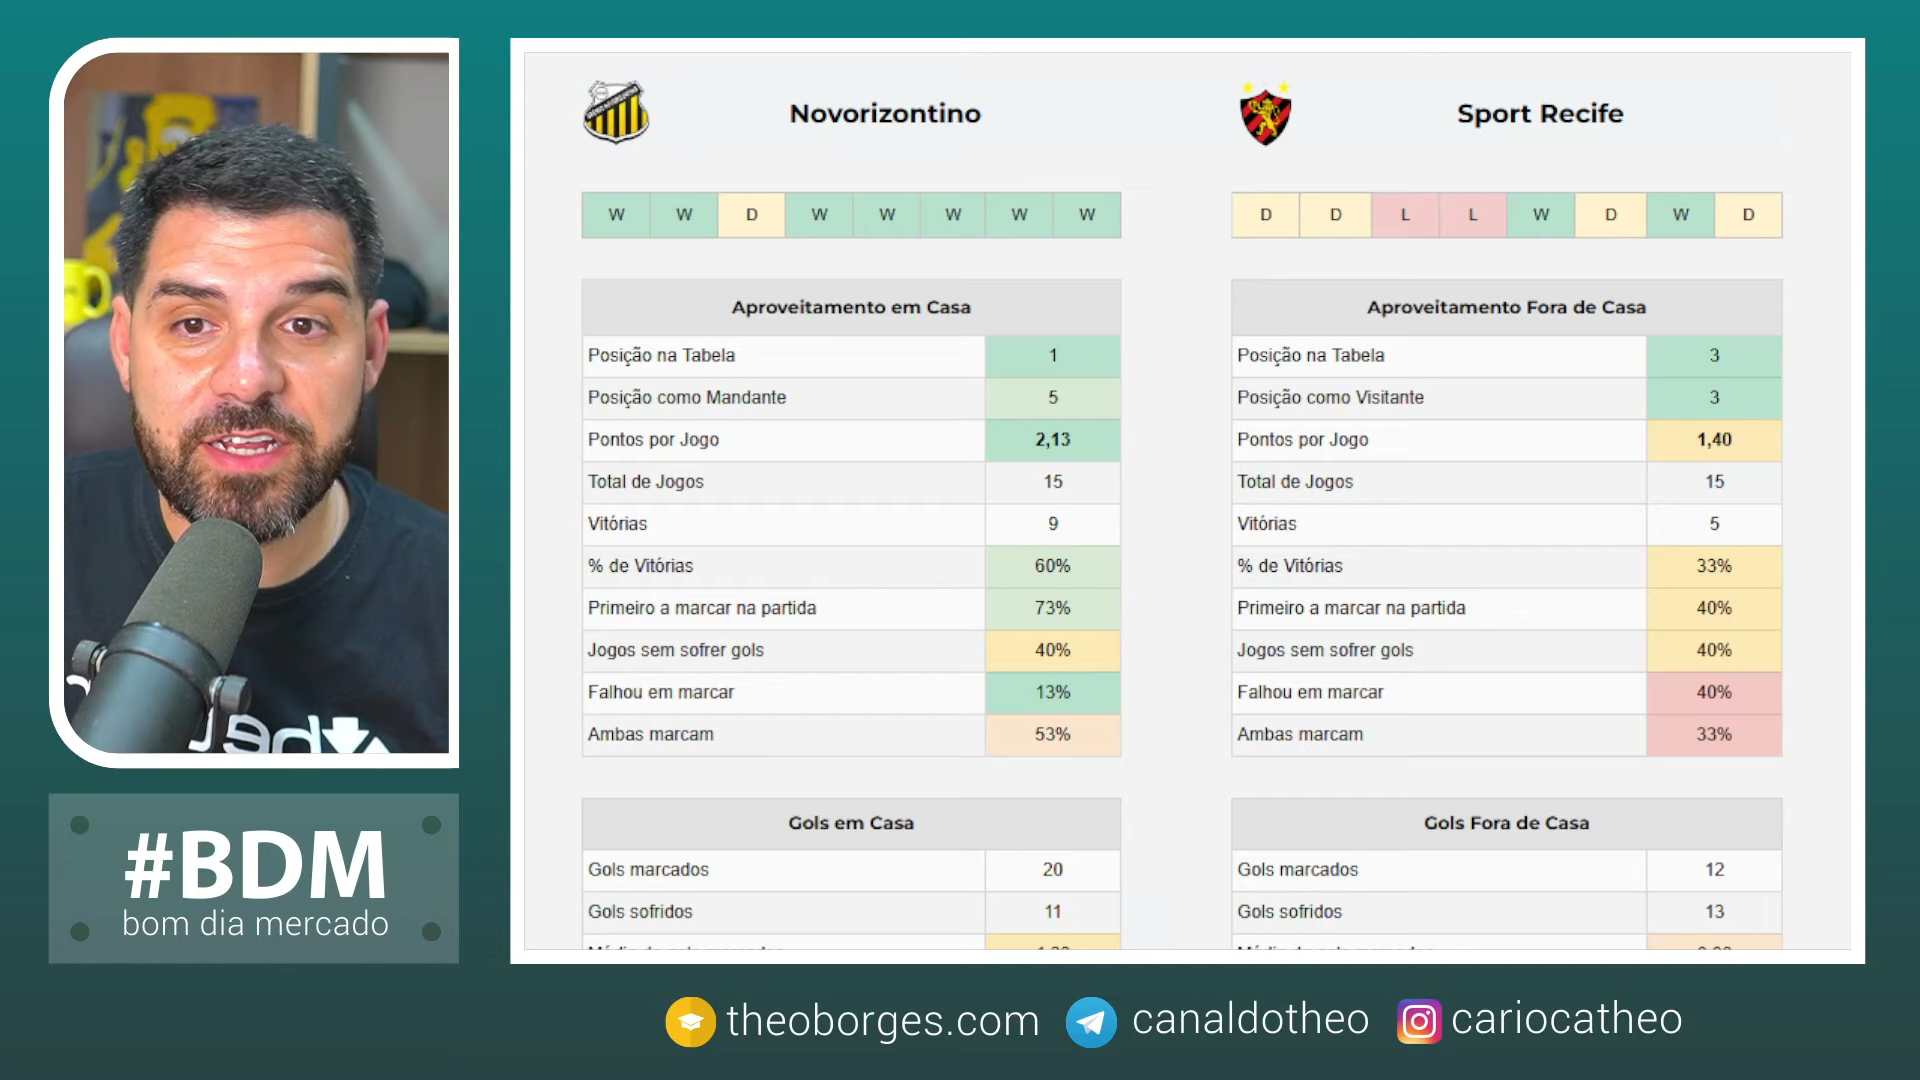 Novorizontino
Sport Recife
W W D W W W W W
D D L L W D W D
Aproveitamento em Casa
Posição na Tabela 1
Posição como Mandante 5
Pontos por Jogo 2,13
Total de Jogos 15
Vitórias 9
% de Vitórias 60%
Primeiro a marcar na partida 73%
Jogos sem sofrer gols 40%
Falhou em marcar 13%
Ambas marcam 53%
Aproveitamento Fora de Casa
Posição na Tabela 3
Posição como Visitante 3
Pontos por Jogo 1,40
Total de Jogos 15
Vitórias 5
% de Vitórias 33%
Primeiro a marcar na partida 40%
Jogos sem sofrer gols 40%
Falhou em marcar 40%
Ambas marcam 33%
Gols em Casa
Gols marcados 20
Gols sofridos 11
Gols Fora de Casa
Gols marcados 12
Gols sofridos 13
#BDM
bom dia mercado
theoborges.com
canaldotheo
cariocatheo